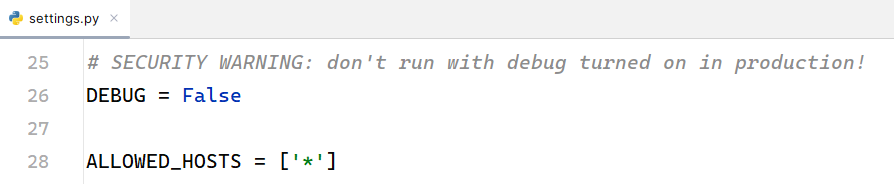 settings.py
25 # SECURITY WARNING: don't run with debug turned on in production!
26 DEBUG = False
27
28 ALLOWED_HOSTS = ['*']